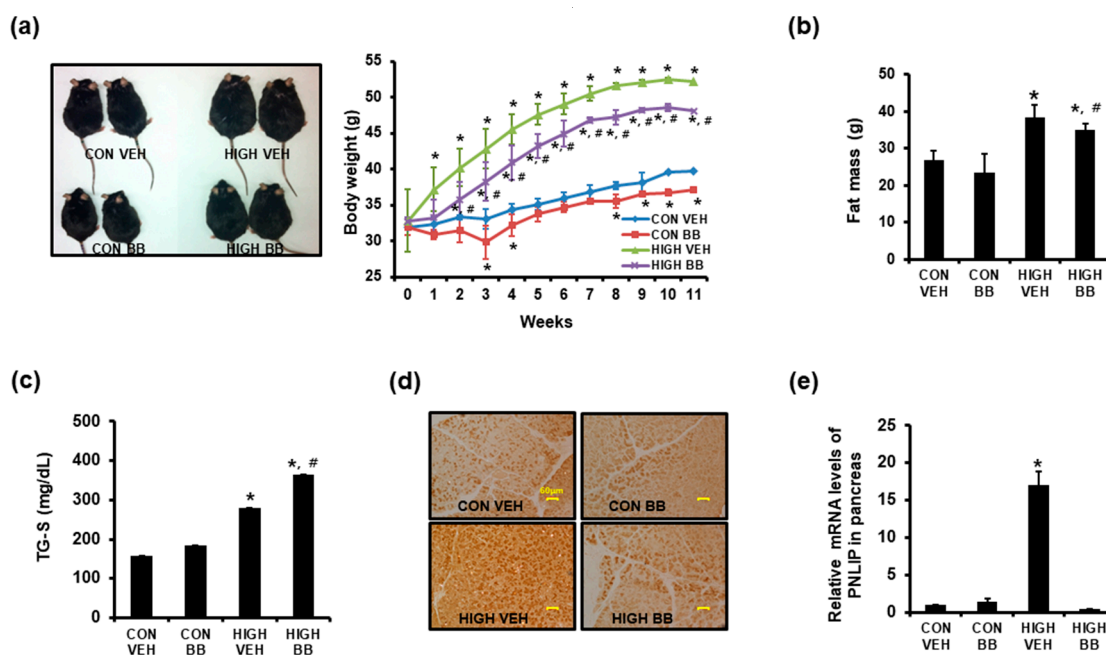 (a)
CON VEH
HIGH VEH
CON BB
HIGH BB
Body weight (g)
55
50
45
40
35
30
25
* * * * * * * * * * *
*, # *, # *, # *, # *, # *, # *, # *, # *, # *, #
* * * * * *
CON VEH
CON BB
HIGH VEH
HIGH BB
0 1 2 3 4 5 6 7 8 9 10 11
Weeks
(b)
Fat mass (g)
50
40
30
20
10
0
* *, #
CON VEH
CON BB
HIGH VEH
HIGH BB
(c)
TG-S (mg/dL)
500
400
300
200
100
0
* *, #
CON VEH
CON BB
HIGH VEH
HIGH BB
(d)
60µm
CON VEH
CON BB
HIGH VEH
HIGH BB
(e)
Relative mRNA levels of
PNLIP in pancreas
25
20
15
10
5
0
*
CON VEH
CON BB
HIGH VEH
HIGH BB